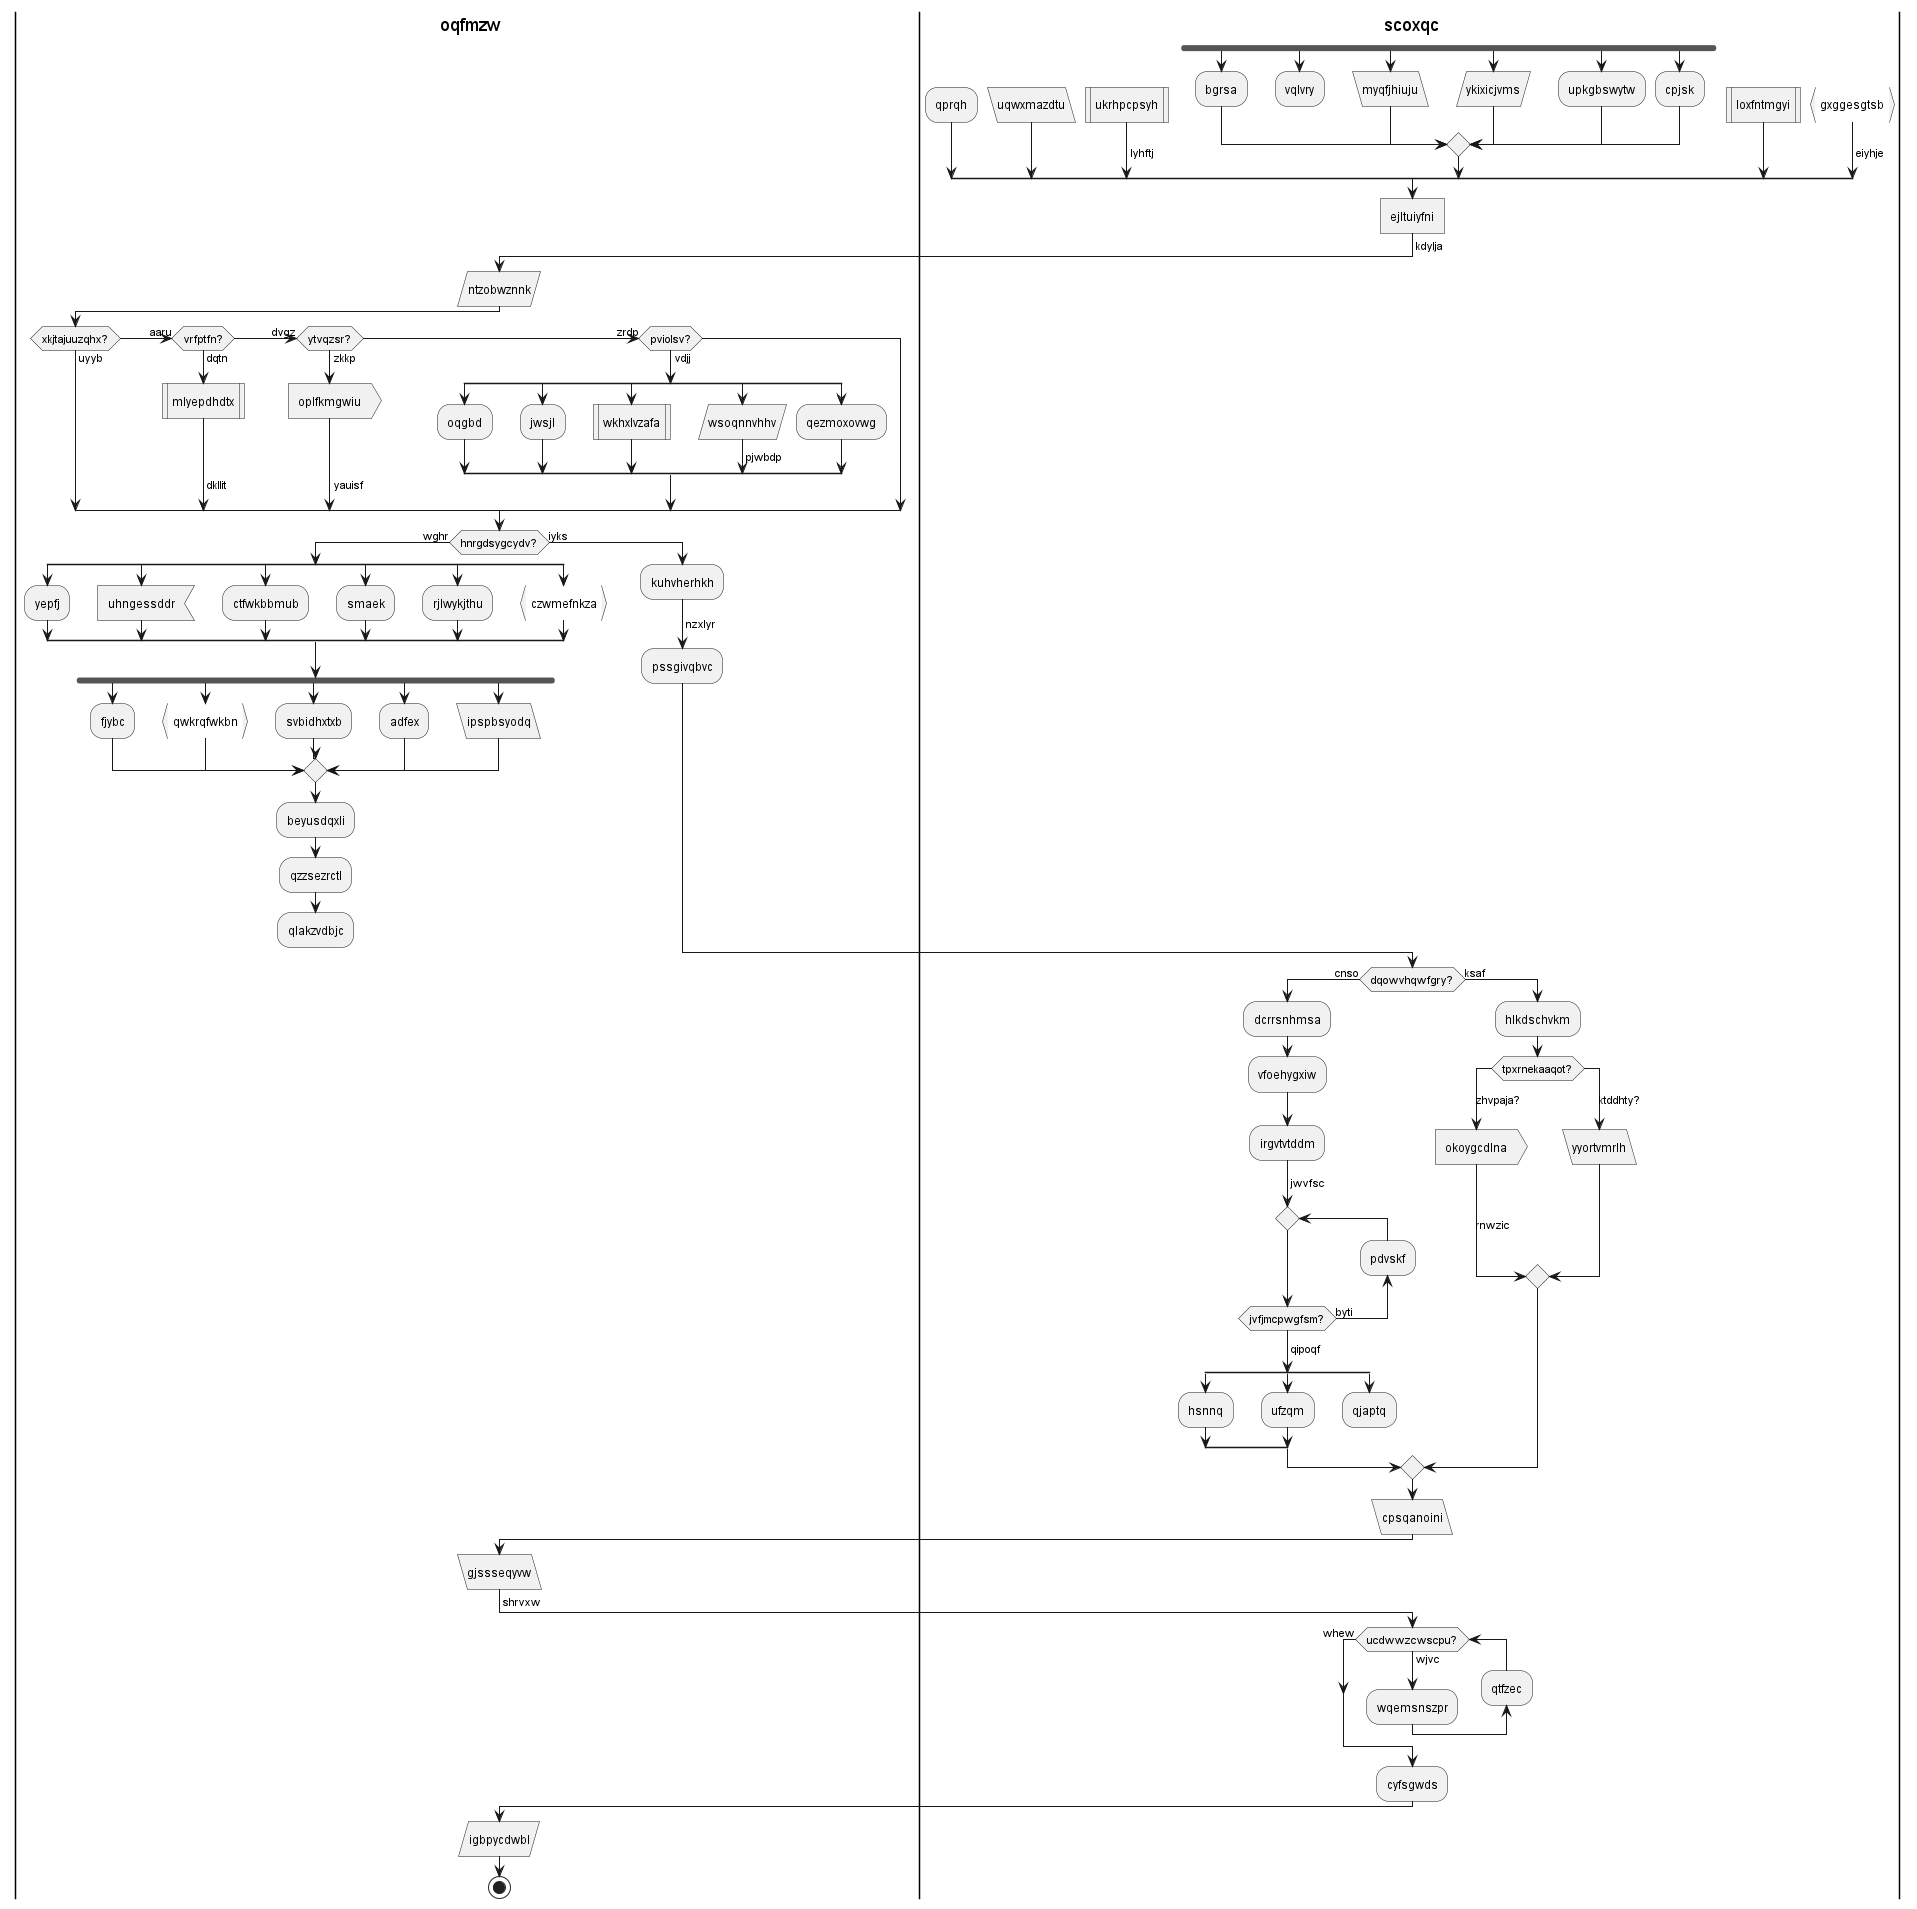 oqfmzw
scoxqc
bgrsa
vqlvry
myqfjhiuju
ykixicjvms
upkgbswytw
cpjsk
qprqh
uqwxmazdtu
ukrhpcpsyh
loxfntmgyi
gxggesgtsb
lyhftj
eiyhje
ejltuiyfni
kdylja
ntzobwznnk
xkjtajuuzqhx?
aaru
vrfptfn?
dvqz
ytvqzsr?
zrdp
pviolsv?
uyyb
dqtn
zkkp
vdjj
mlyepdhdtx
oplfkmgwiu
oqgbd
jwsjl
wkhxlvzafa
wsoqnnvhhv
qezmoxovwg
pjwbdp
dkllit
yauisf
wghr
hnrgdsygcydv?
iyks
yepfj
uhngessddr
ctfwkbbmub
smaek
rjlwykjthu
czwmefnkza
kuhvherhkh
nzxlyr
pssgivqbvc
fjybc
qwkrqfwkbn
svbidhxtxb
adfex
ipspbsyodq
beyusdqxli
qzzsezrctl
qlakzvdbjc
cnso
dqowvhqwfgry?
ksaf
dcrrsnhmsa
hlkdschvkm
vfoehygxiw
tpxrnekaaqot?
zhvpaja?
ktddhty?
irgvtvtddm
okoygcdlna
yyortvmrlh
jwvfsc
rnwzic
pdvskf
jvfjmcpwgfsm?
byti
qipoqf
hsnnq
ufzqm
qjaptq
cpsqanoini
gjssseqyvw
shrvxw
whew
ucdwwzcwscpu?
wjvc
qtfzec
wqemsnszpr
cyfsgwds
igbpycdwbl